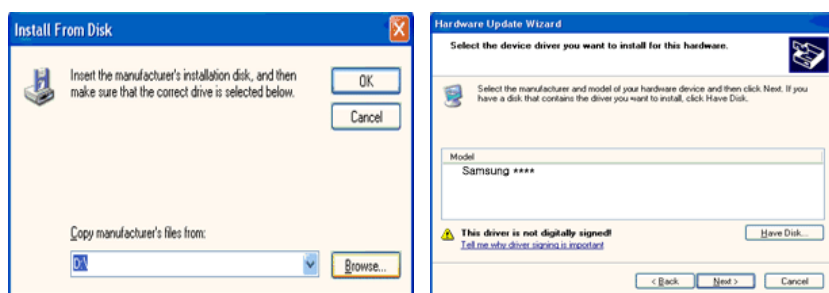 Install From Disk
Insert the manufacturer's installation disk, and then
make sure that the correct drive is selected below.
OK
Cancel
Copy manufacturer's files from:
D:\
Browse...
Hardware Update Wizard
Select the device driver you want to install for this hardware.
Select the manufacturer and model of your hardware device and then click Next. If you
have a disk that contains the driver you want to install, click Have Disk.
Model
Samsung ****
This driver is not digitally signed!
Tell me why driver signing is important
Have Disk...
< Back
Next >
Cancel